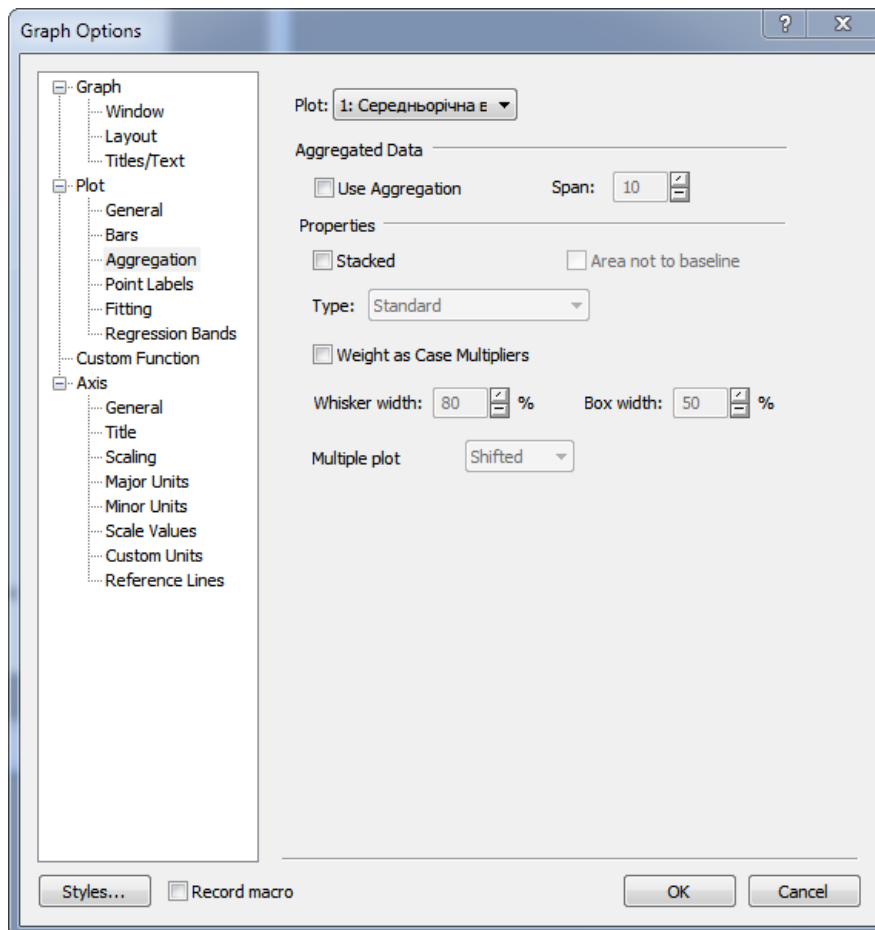 Graph Options
Graph
Window
Layout
Titles/Text
Plot
General
Bars
Aggregation
Point Labels
Fitting
Regression Bands
Custom Function
Axis
General
Title
Scaling
Major Units
Minor Units
Scale Values
Custom Units
Reference Lines
Plot: 1: Середньорічна в
Aggregated Data
Use Aggregation Span: 10
Properties
Stacked Area not to baseline
Type: Standard
Weight as Case Multipliers
Whisker width: 80 % Box width: 50 %
Multiple plot Shifted
Styles... Record macro OK Cancel